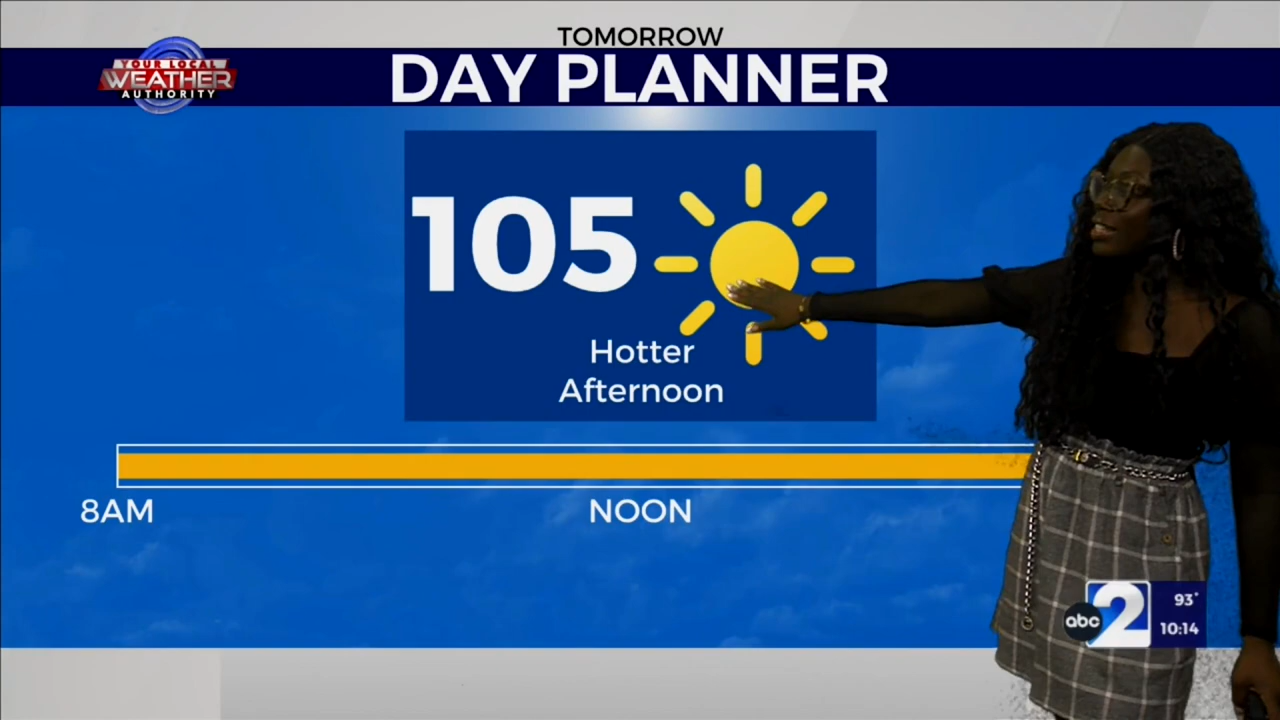 TOMORROW
DAY PLANNER
YOUR LOCAL
WEATHER
AUTHORITY
105
Hotter
Afternoon
8AM
NOON
abc
2
93°
10:14